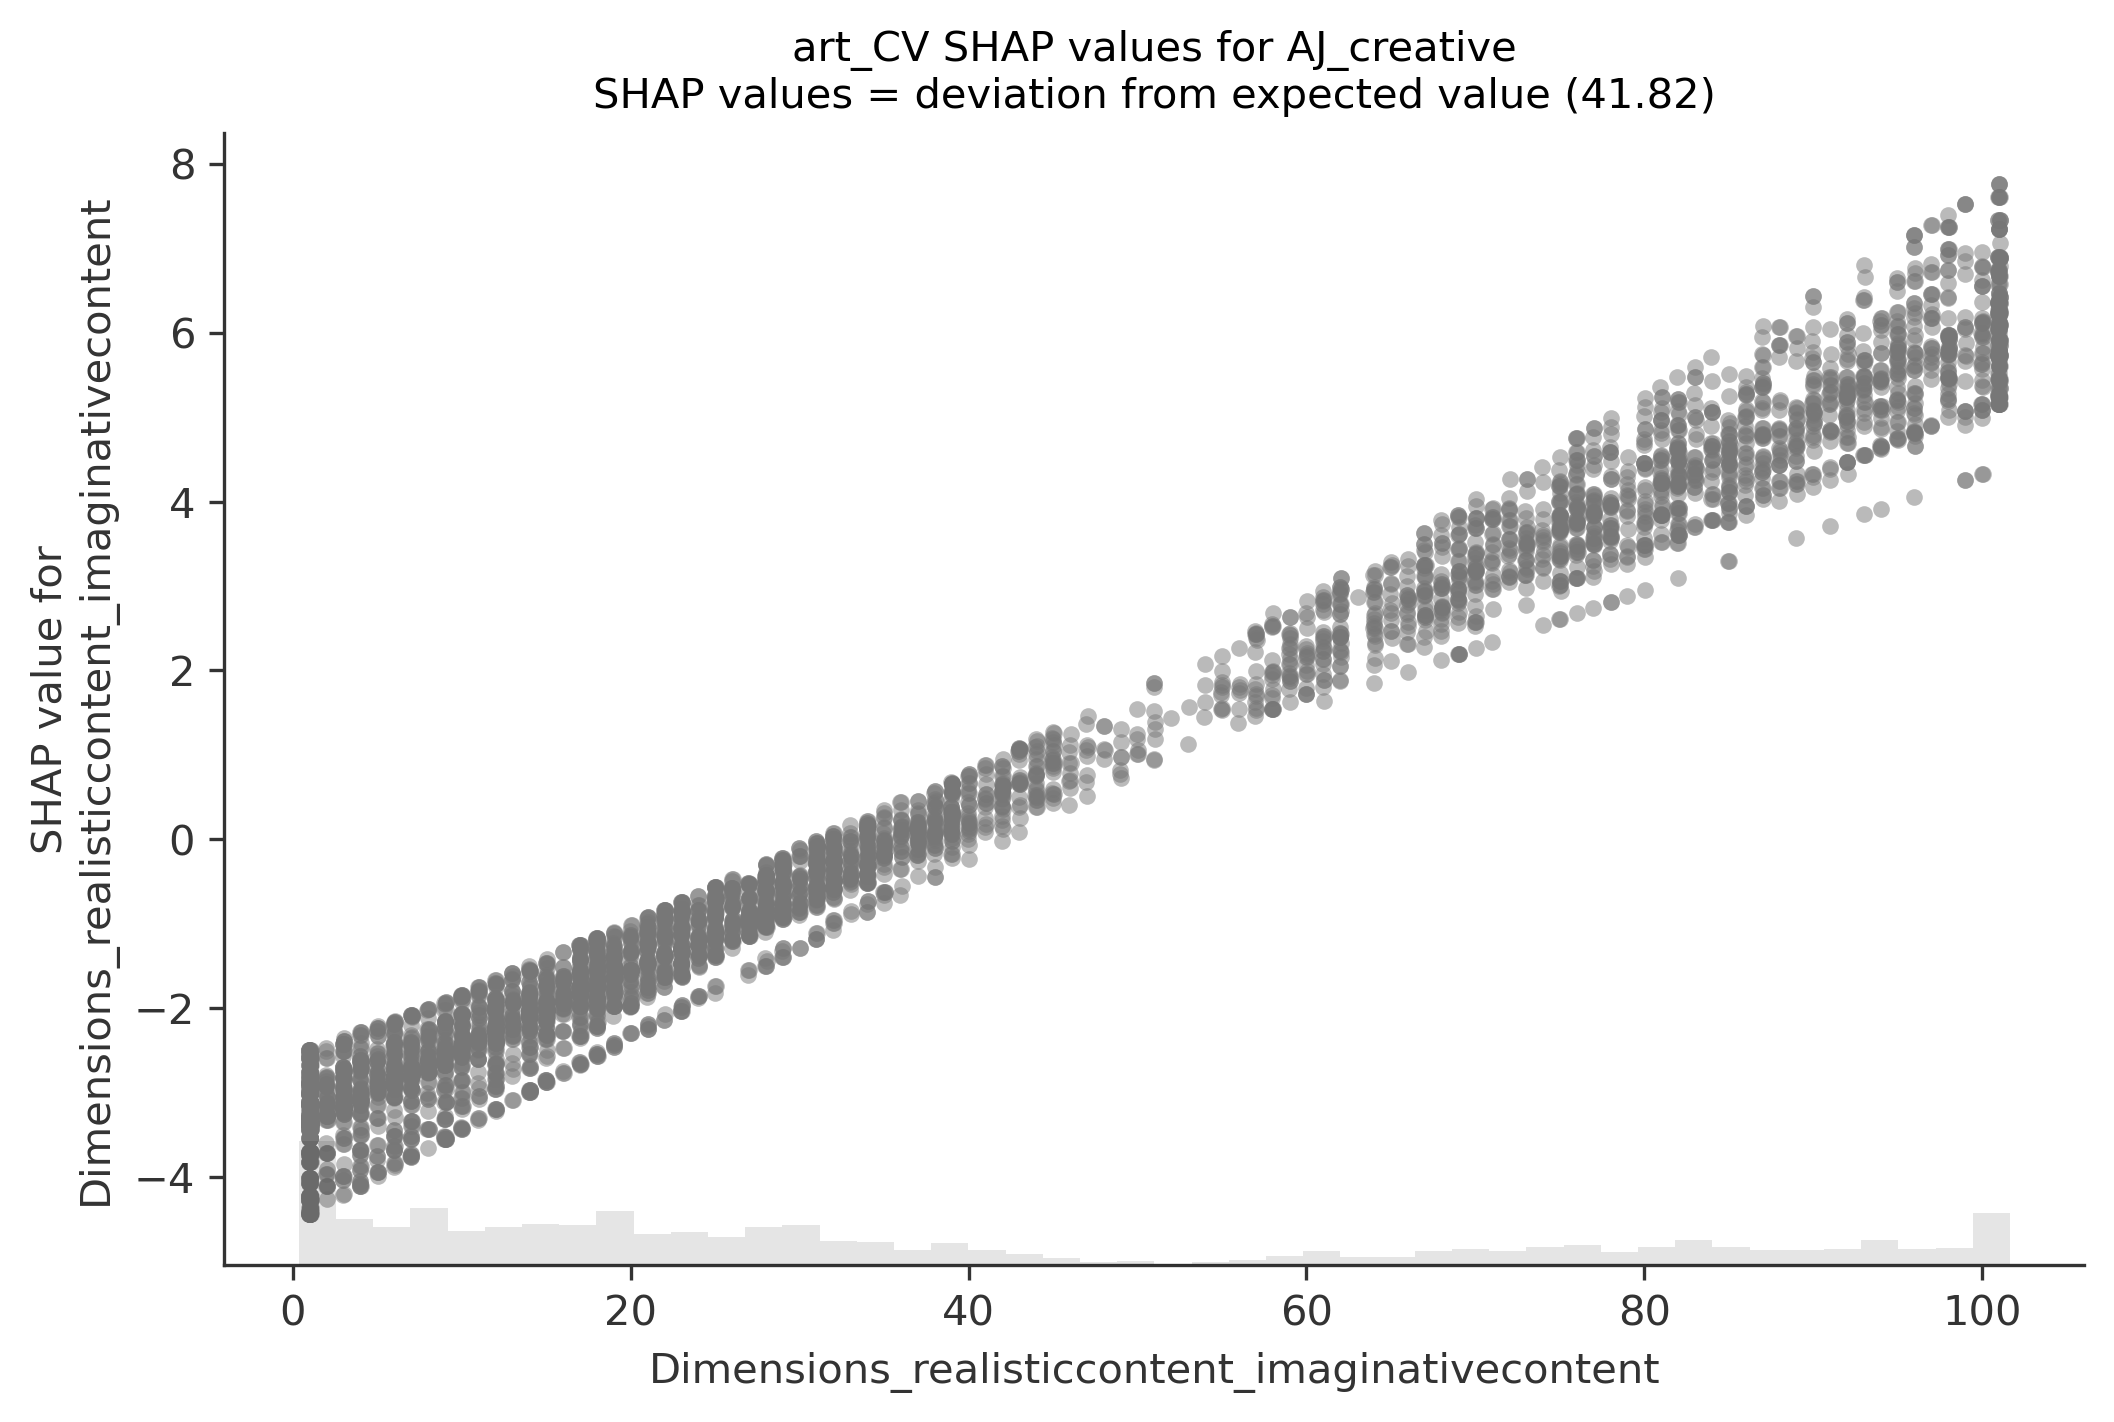 art_CV SHAP values for AJ_creative
SHAP values = deviation from expected value (41.82)
8
6
4
2
0
−2
−4
SHAP value for
Dimensions_realisticcontent_imaginativecontent
0 20 40 60 80 100
Dimensions_realisticcontent_imaginativecontent